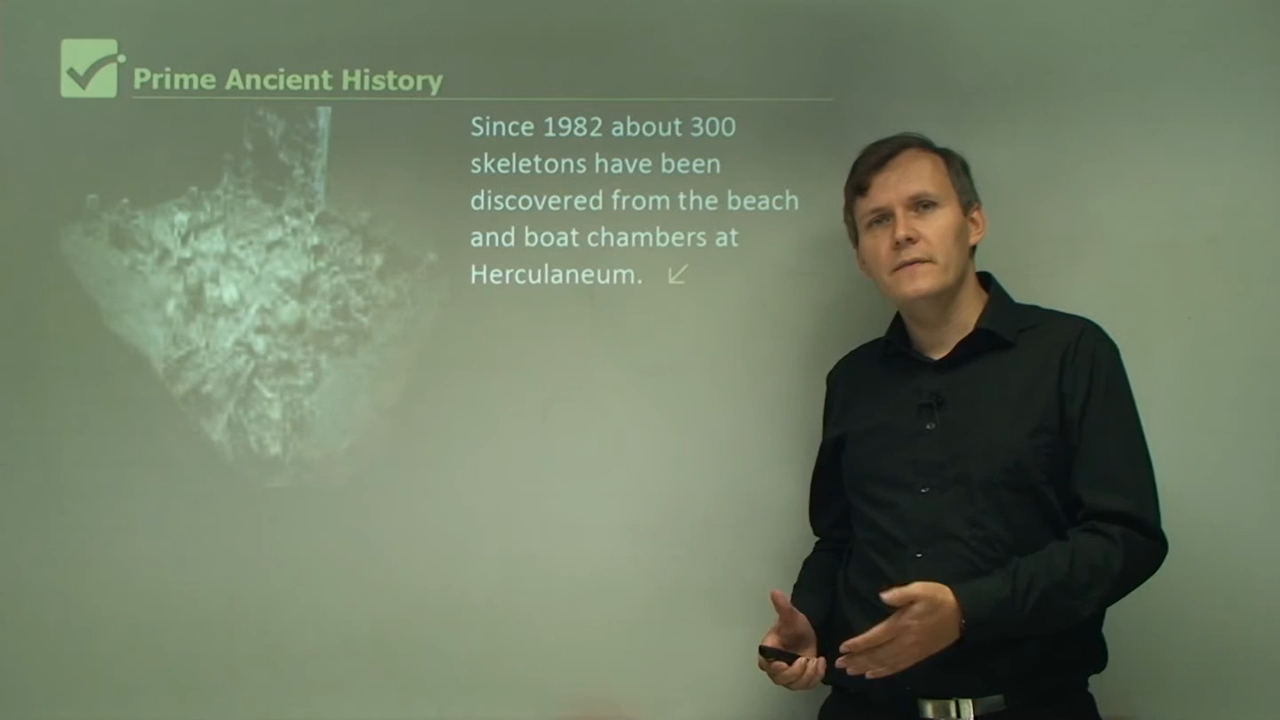 Prime Ancient History
Since 1982 about 300
skeletons have been
discovered from the beach
and boat chambers at
Herculaneum.